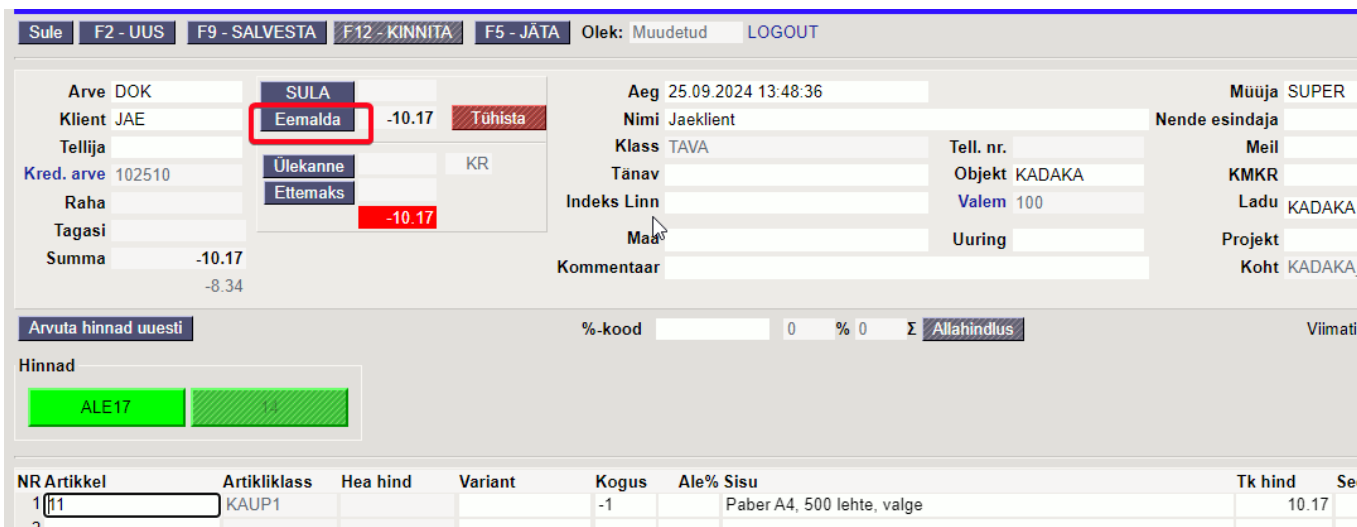 Sule F2 - UUS F9 - SALVESTA F12 - KINNITA F5 - JÄTA Olek: Muudetud LOGOUT
Arve DOK SULA Aeg 25.09.2024 13:48:36 Müüja SUPER
Klient JAE Eemalda -10.17 Tühista Nimi Jaeklient Nende esindaja
Tellija Klass TAVA Tell. nr. Meil
Kred. arve 102510 Ülekanne KR Tänav Objekt KADAKA KMKR
Raha Ettemaks Indeks Linn Valem 100 Ladu KADAKA
Tagasi -10.17 Maa Uuring Projekt
Summa -10.17 Kommentaar Koht KADAKA_
-8.34
Arvuta hinnad uuesti %-kood 0 % 0 Σ Allahindlus Viimati
Hinnad
ALE17 14
NR Artikkel Artikliklass Hea hind Variant Kogus Ale% Sisu Tk hind
1 11 KAUP1 -1 Paber A4, 500 lehte, valge 10.17